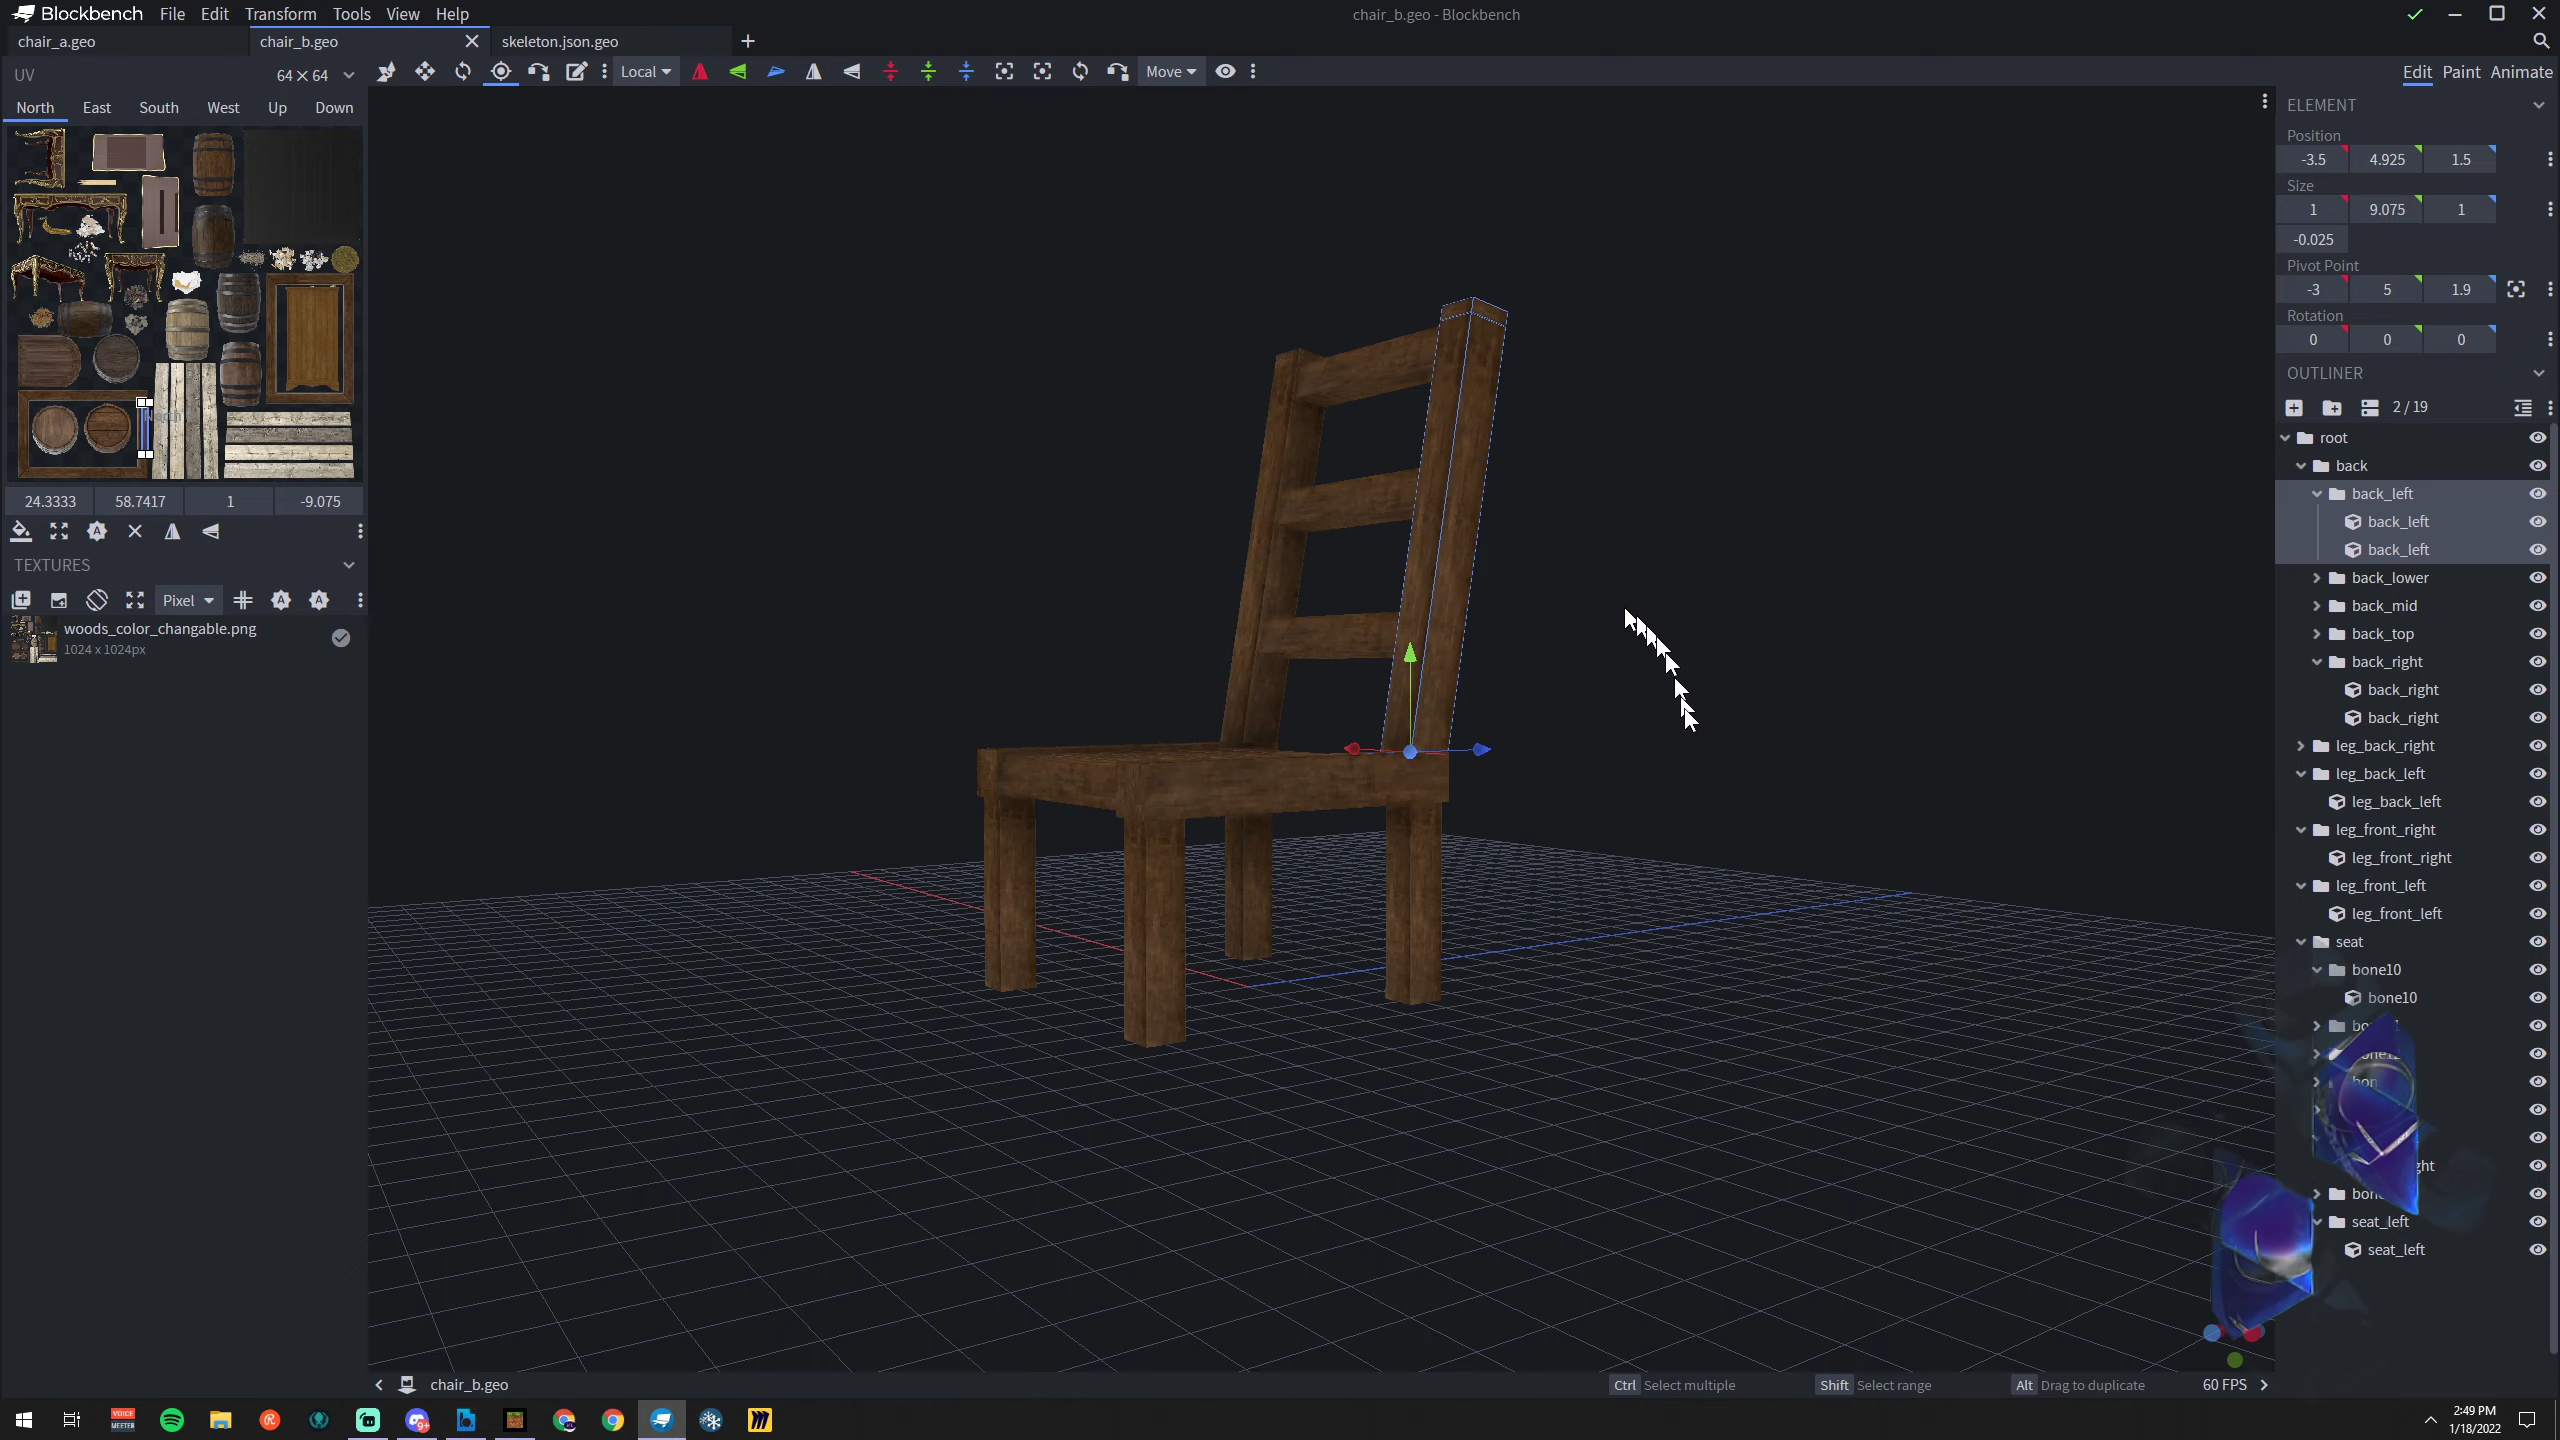 Blockbench File Edit Transform Tools View Help
chair_b.geo - Blockbench
chair_a.geo
chair_b.geo
skeleton.json.geo
UV
64 × 64
Local
Move
Edit Paint Animate
North East South West Up Down
North
24.3333 58.7417 1 -9.075
TEXTURES
Pixel
woods_color_changable.png
1024 x 1024px
ELEMENT
Position
-3.5 4.925 1.5
Size
1 9.075 1
-0.025
Pivot Point
-3 5 1.9
Rotation
0 0 0
OUTLINER
2 / 19
root
back
back_left
back_left
back_left
back_lower
back_mid
back_top
back_right
back_right
back_right
leg_back_right
leg_back_left
leg_back_left
leg_front_right
leg_front_right
leg_front_left
leg_front_left
seat
bone10
bone10
seat_left
seat_left
chair_b.geo
Ctrl Select multiple
Shift Select range
Alt Drag to duplicate
60 FPS
VOICE
MEETER
9+
2:49 PM
1/18/2022